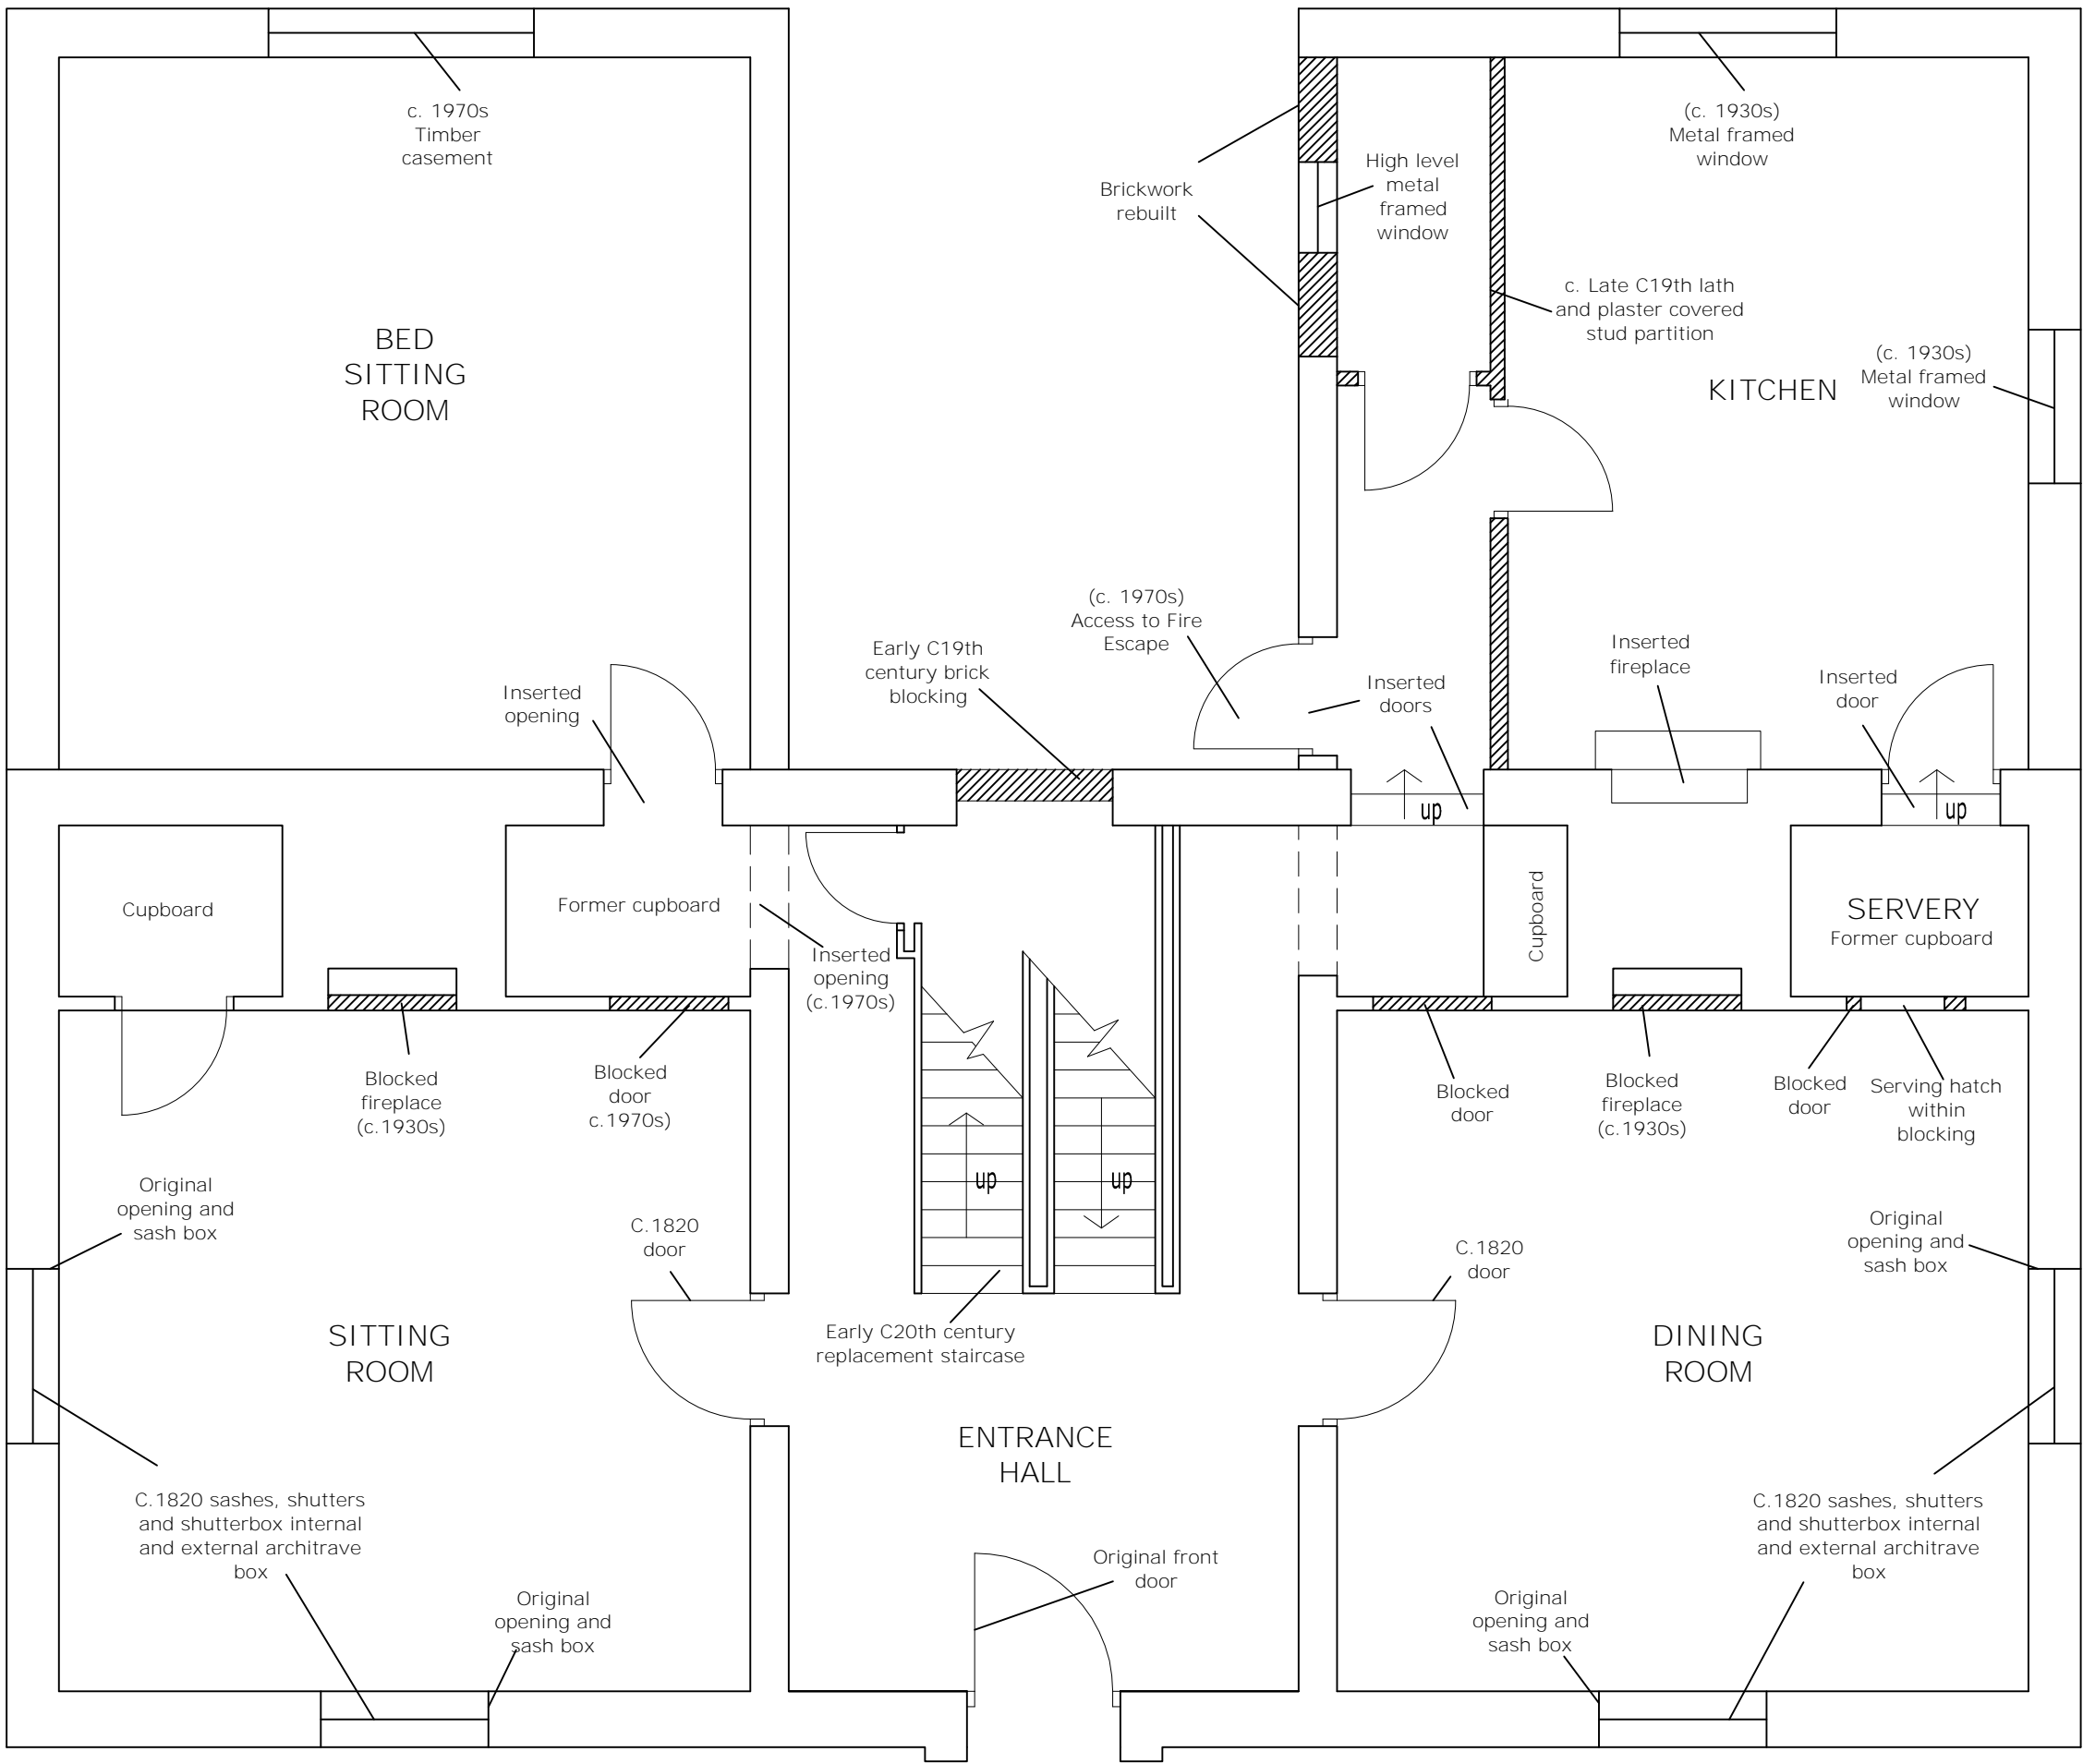 c. 1970s
Timber
casement
(c. 1930s)
Metal framed
window
High level
metal
framed
window
Brickwork
rebuilt
c. Late C19th lath
and plaster covered
stud partition
BED
SITTING
ROOM
KITCHEN
(c. 1930s)
Metal framed
window
(c. 1970s)
Access to Fire
Escape
Early C19th
century brick
blocking
Inserted
fireplace
Inserted
opening
Inserted
doors
Inserted
door
up
up
Cupboard
Former cupboard
Cupboard
SERVERY
Former cupboard
Inserted
opening
(c.1970s)
Blocked
fireplace
(c.1930s)
Blocked
door
c.1970s)
Blocked
door
Blocked
fireplace
(c.1930s)
Blocked
door
Serving hatch
within
blocking
up
up
Original
opening and
sash box
C.1820
door
C.1820
door
Original
opening and
sash box
SITTING
ROOM
Early C20th century
replacement staircase
DINING
ROOM
ENTRANCE
HALL
C.1820 sashes, shutters
and shutterbox internal
and external architrave
box
C.1820 sashes, shutters
and shutterbox internal
and external architrave
box
Original front
door
Original
opening and
sash box
Original
opening and
sash box